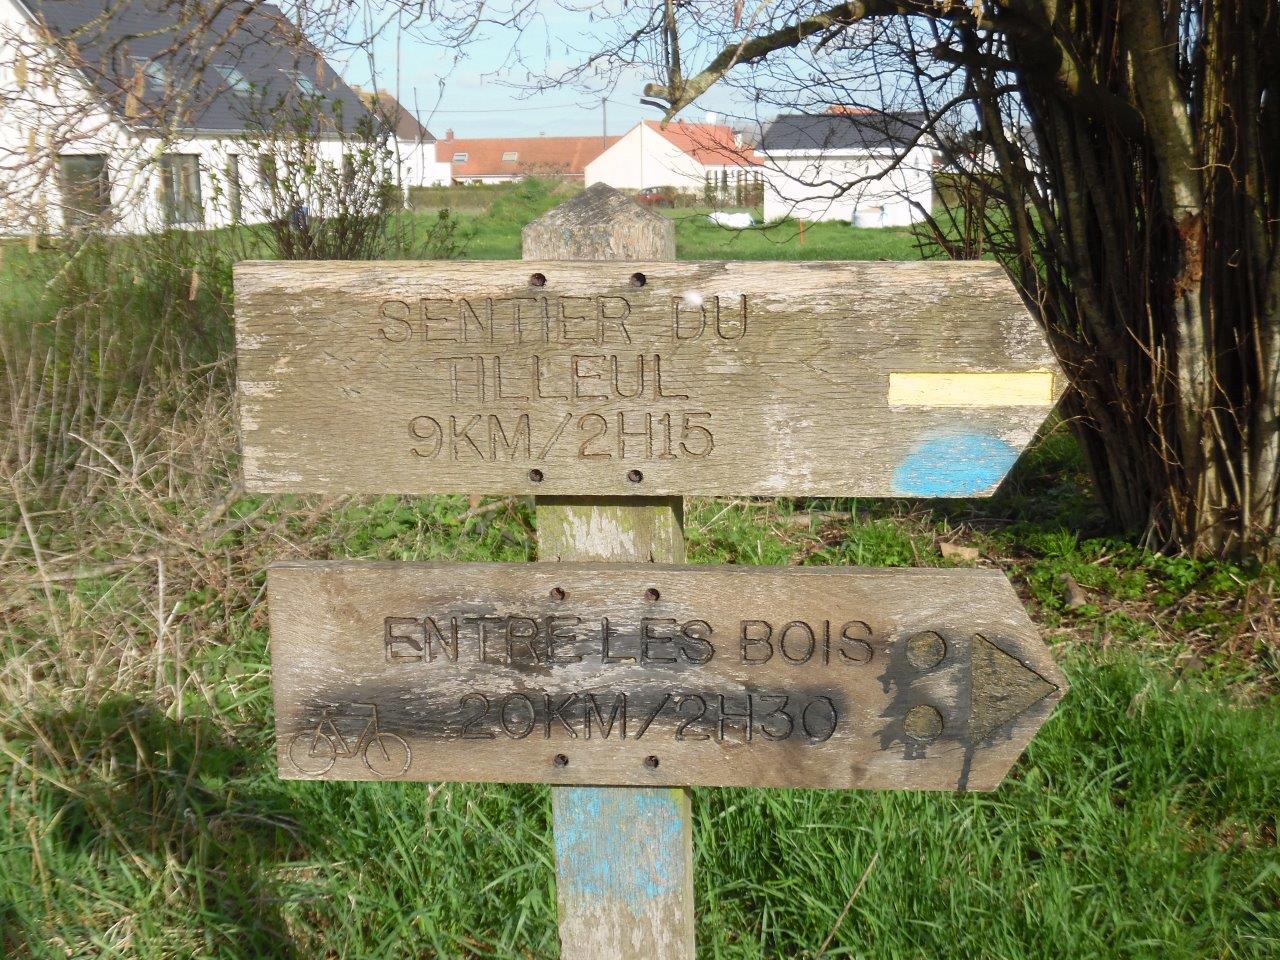 SENTIER DU
TILLEUL
9KM/2H15
ENTRE LES BOIS
20KM/2H30